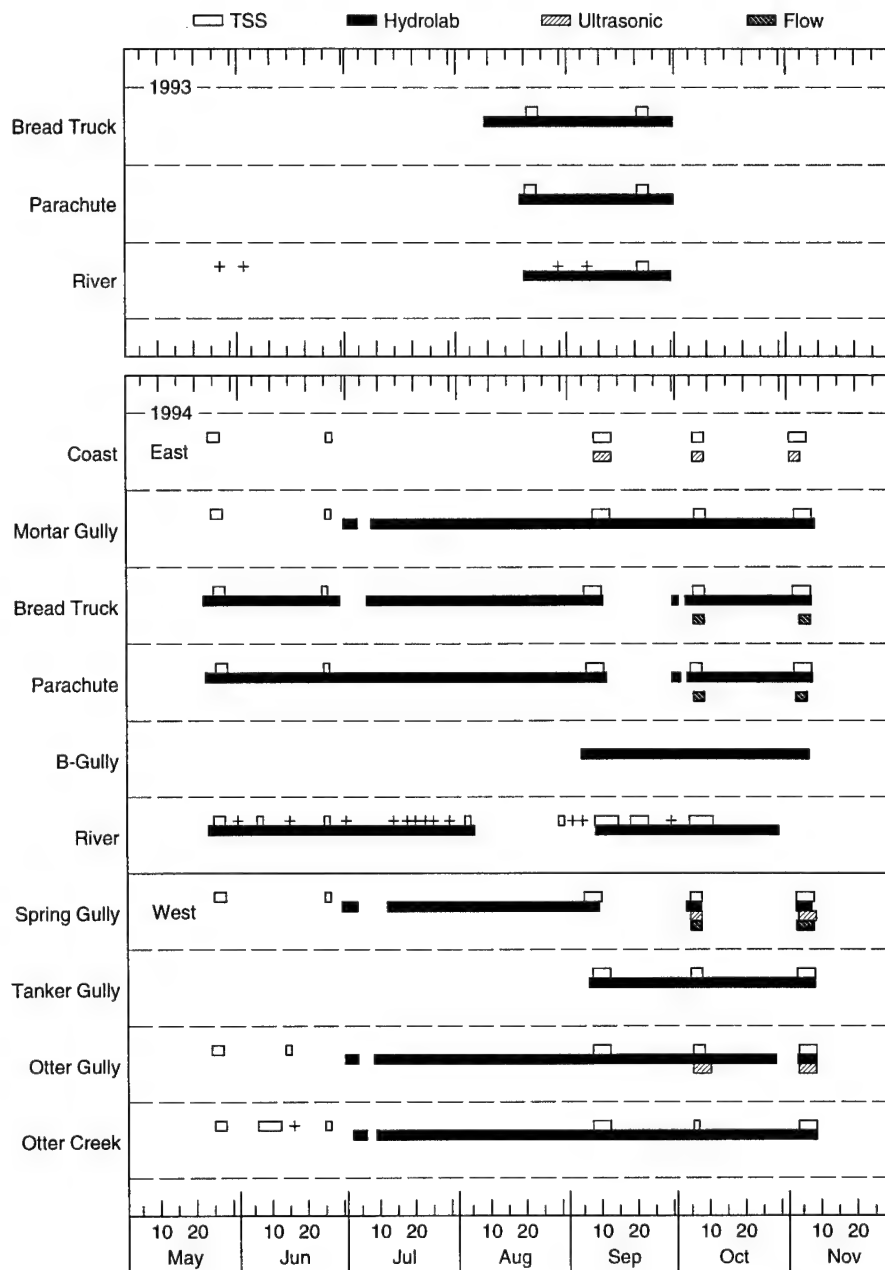 TSS Hydrolab Ultrasonic Flow
1993
Bread Truck
Parachute
River
1994
Coast East
Mortar Gully
Bread Truck
Parachute
B-Gully
River
Spring Gully West
Tanker Gully
Otter Gully
Otter Creek
10 20 10 20 10 20 10 20 10 20 10 20 10 20
May Jun Jul Aug Sep Oct Nov